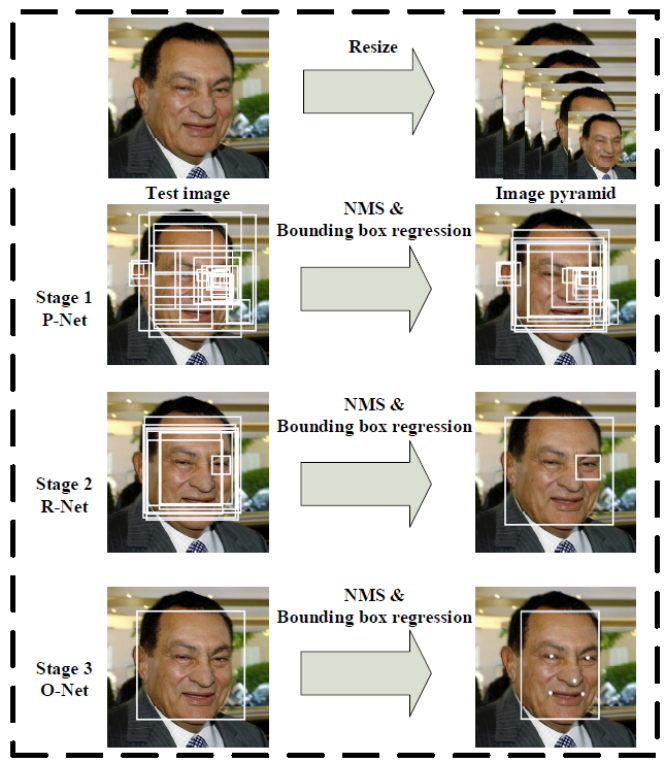 Resize
Test image
Image pyramid
NMS &
Bounding box regression
Stage 1
P-Net
NMS &
Bounding box regression
Stage 2
R-Net
NMS &
Bounding box regression
Stage 3
O-Net